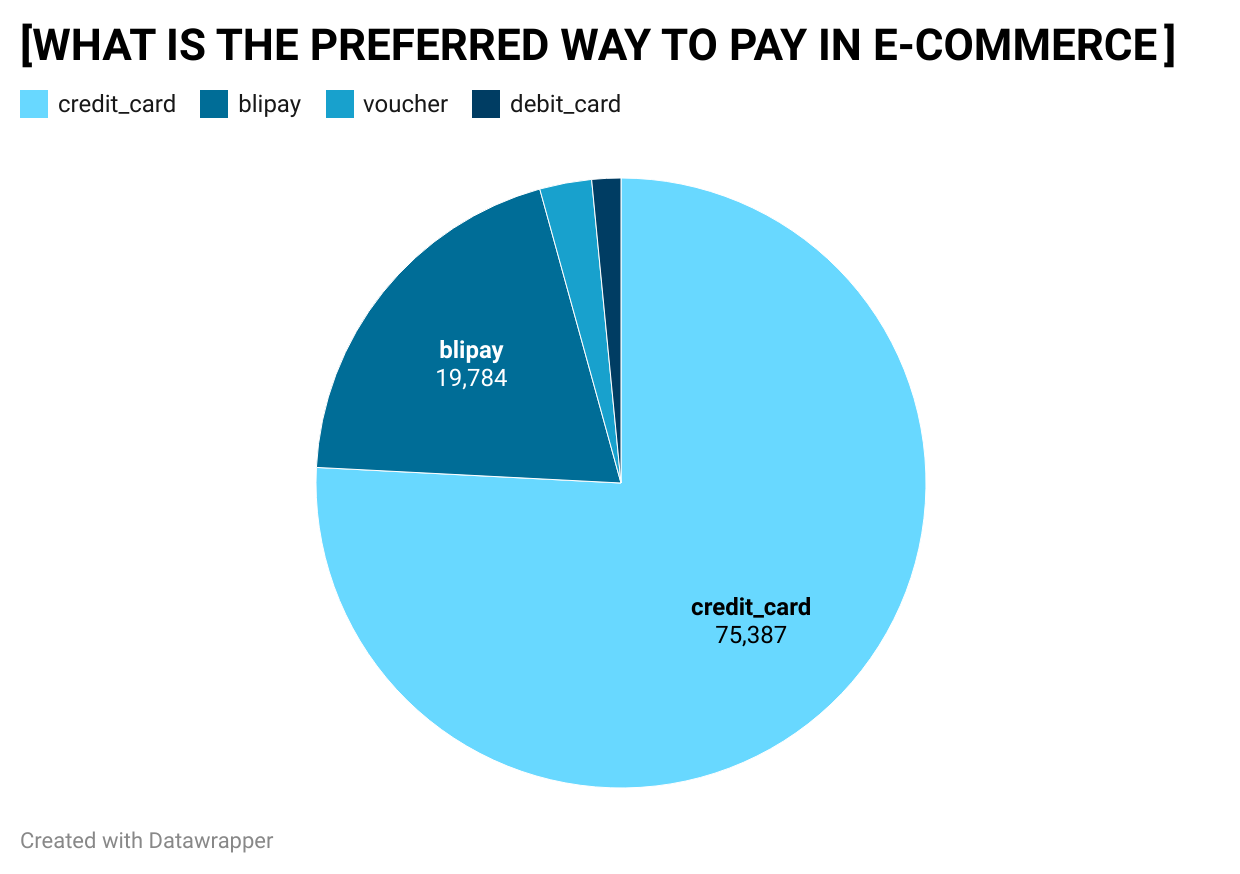 [WHAT IS THE PREFERRED WAY TO PAY IN E-COMMERCE]
credit_card blipay voucher debit_card
blipay
19,784
credit_card
75,387
Created with Datawrapper